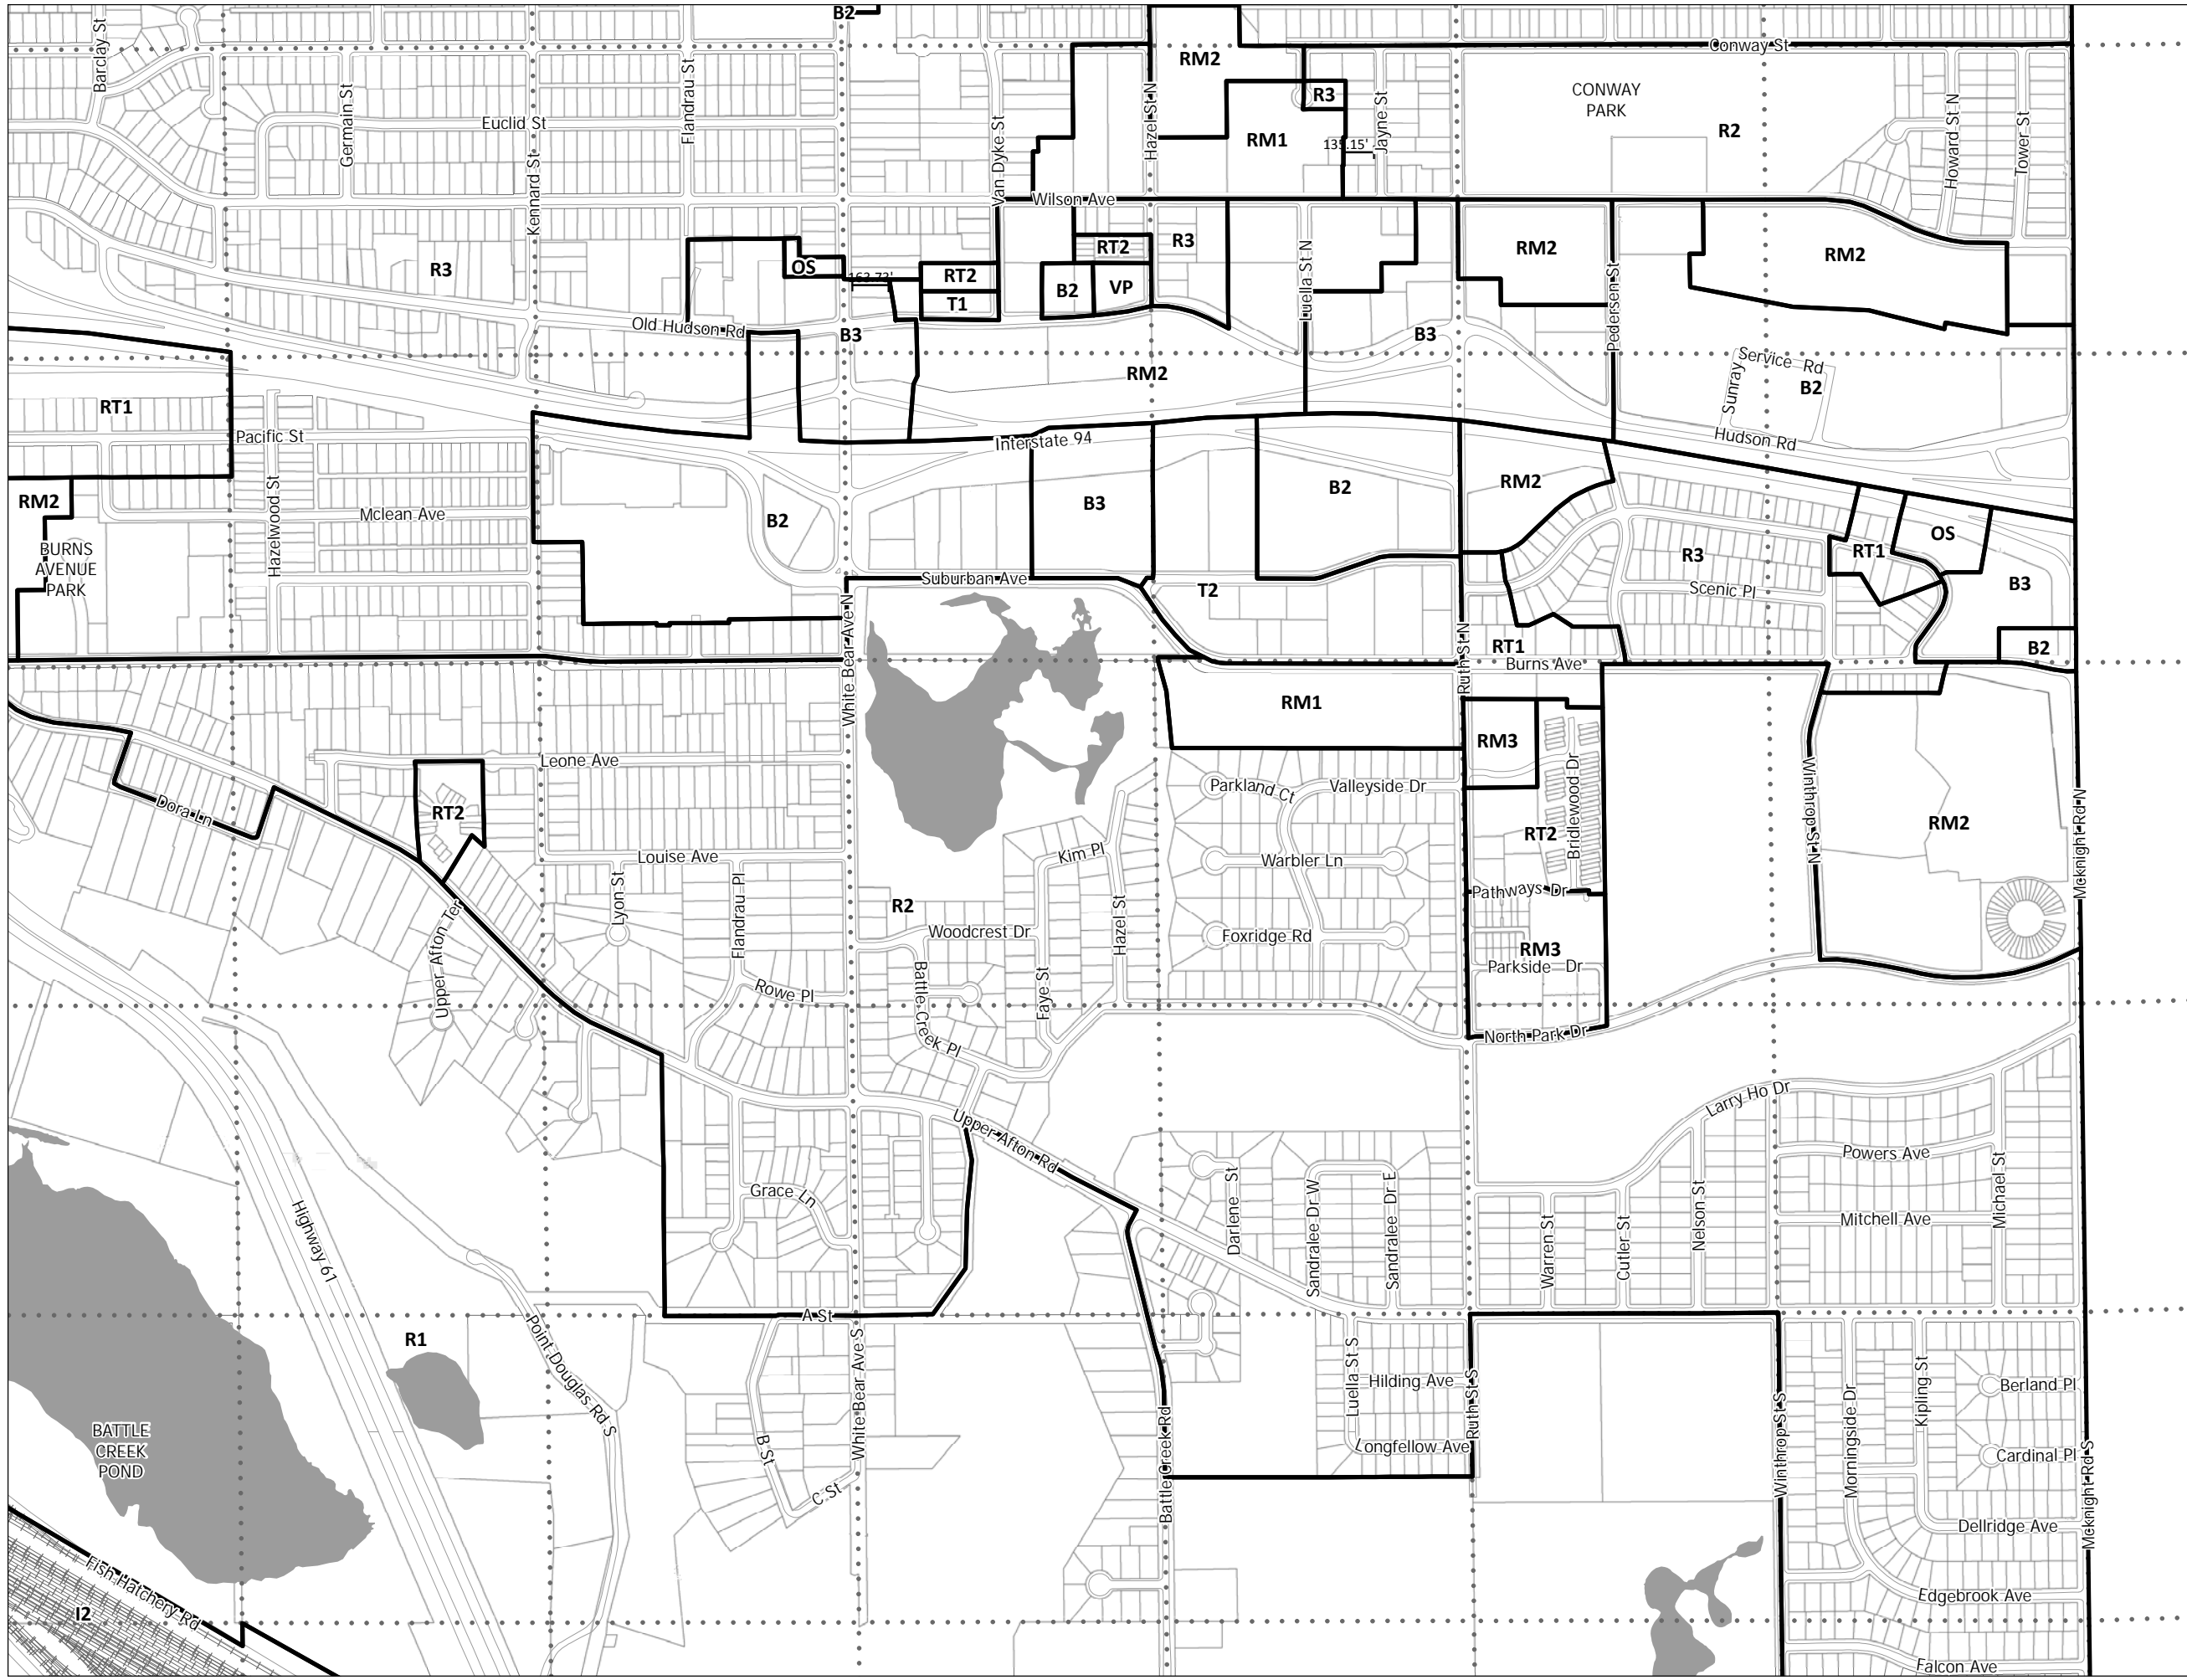 B2
Barclay St
Conway St
RM2
Flandrau St
Germain St
CONWAY
PARK
R3
Jayne St
Hazel St N
Euclid St
R2
RM1
135.15'
Howard St N
Tower St
Van Dyke St
Kennard St
Wilson Ave
R3
RT2
R3
RM2
RM2
OS
163.73'
RT2
B2
VP
T1
Luella St N
Pedersen St
Old Hudson Rd
B3
B3
RM2
Service Rd
Sunray
B2
RT1
Pacific St
Interstate 94
Hudson Rd
RM2
Hazelwood St
Mclean Ave
B2
B3
B2
RM2
BURNS
AVENUE
PARK
OS
RT1
R3
B3
Suburban Ave
T2
Scenic Pl
White Bear Ave N
Ruth St N
RT1
Burns Ave
B2
RM1
RM3
Leone Ave
Parkland Ct
Valleyside Dr
Bridlewood Dr
Winthrop St N
Mcknight Rd N
Dora Ln
RT2
RT2
RM2
Louise Ave
Kim Pl
Warbler Ln
Pathways Dr
Lyon St
Flandrau Pl
R2
Woodcrest Dr
Hazel St
Foxridge Rd
RM3
Parkside Dr
Upper Afton Ter
Rowe Pl
Battle Creek Pl
Faye St
North Park Dr
Larry Ho Dr
Upper Afton Rd
Powers Ave
Grace Ln
Darlene St
Sandralee Dr W
Sandralee Dr E
Warren St
Cutler St
Nelson St
Mitchell Ave
Michael St
Highway 61
A St
R1
Point Douglas Rd S
White Bear Ave S
Luella St S
Hilding Ave
Ruth St S
Winthrop St S
Morningside Dr
Kipling St
Berland Pl
BATTLE
CREEK
POND
B St
Longfellow Ave
Cardinal Pl
C St
Battle Creek Rd
Mcknight Rd S
Dellridge Ave
Fish Hatchery Rd
I2
Edgebrook Ave
Falcon Ave